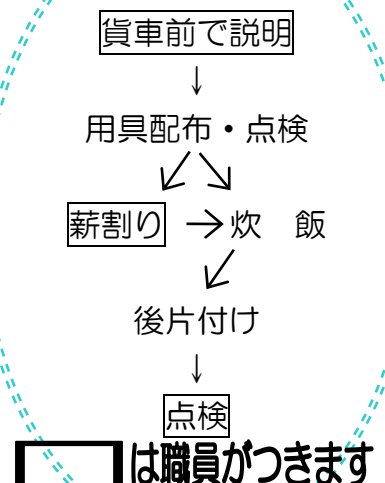 貨車前で説明
↓
用具配布・点検
薪割り → 炊　飯
後片付け
↓
点検
は職員がつきます